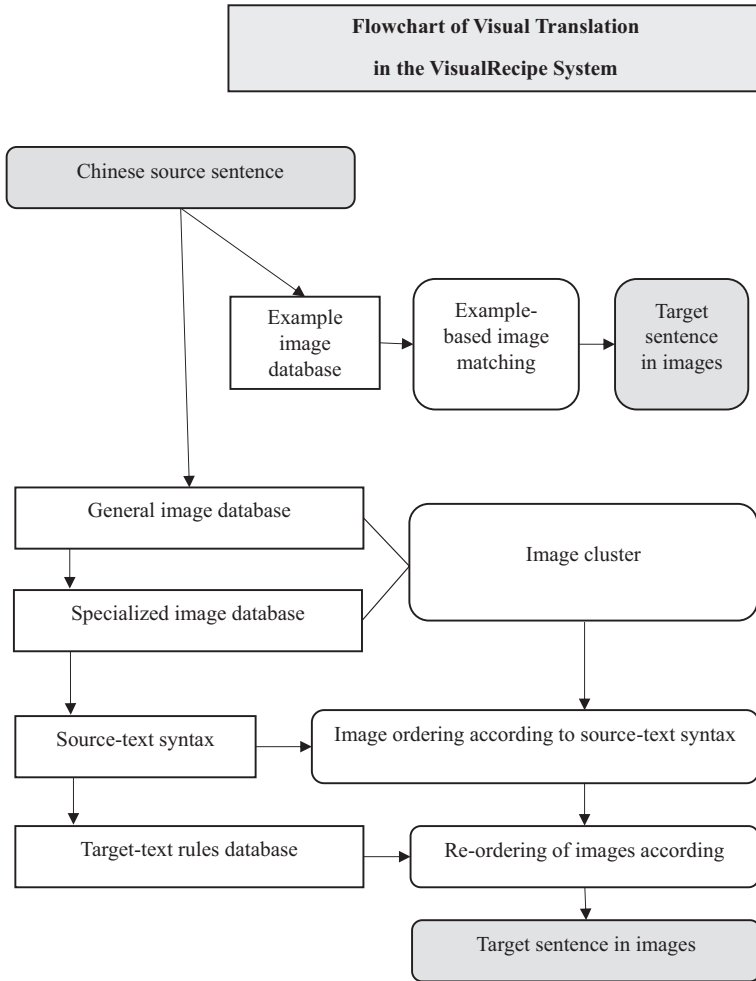 Flowchart of Visual Translation
in the VisualRecipe System
Chinese source sentence
Example
image
database
Example-
based image
matching
Target
sentence
in images
General image database
Image cluster
Specialized image database
Source-text syntax
Image ordering according to source-text syntax
Target-text rules database
Re-ordering of images according
Target sentence in images